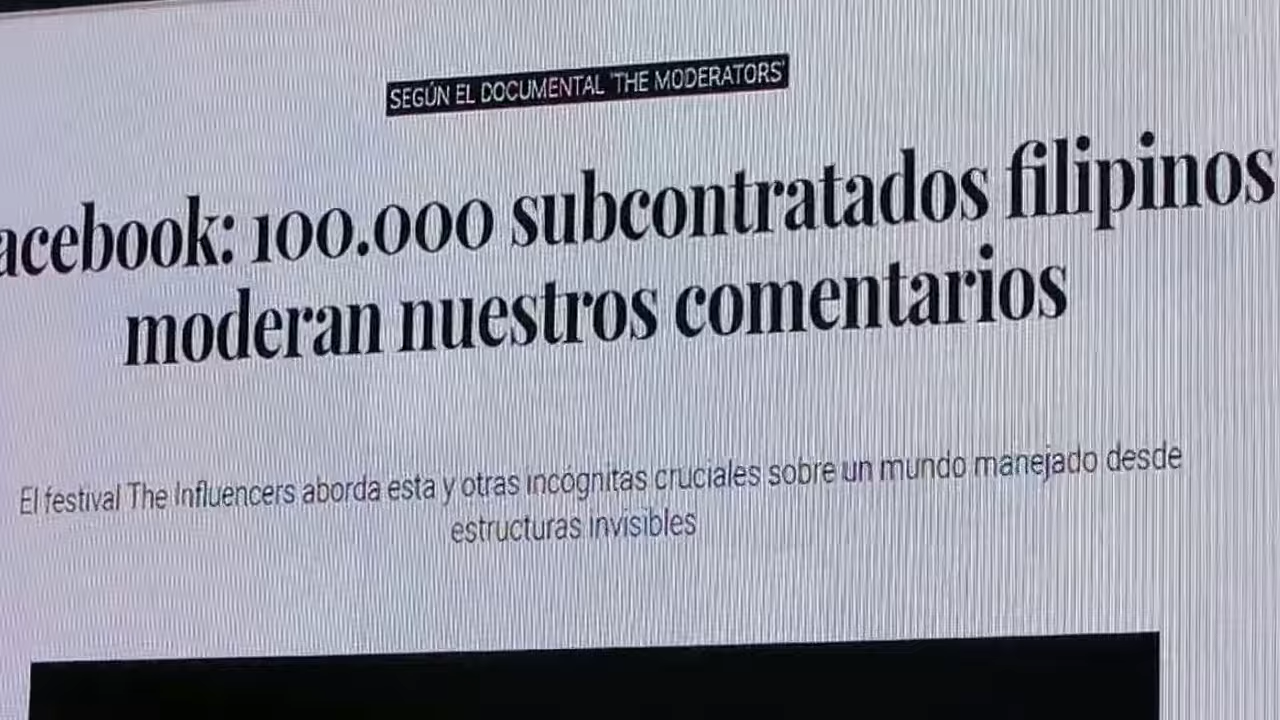 SEGÚN EL DOCUMENTAL 'THE MODERATORS'
acebook: 100.000 subcontratados filipinos
moderan nuestros comentarios
El festival The Influencers aborda esta y otras incógnitas cruciales sobre un mundo manejado desde
estructuras invisibles